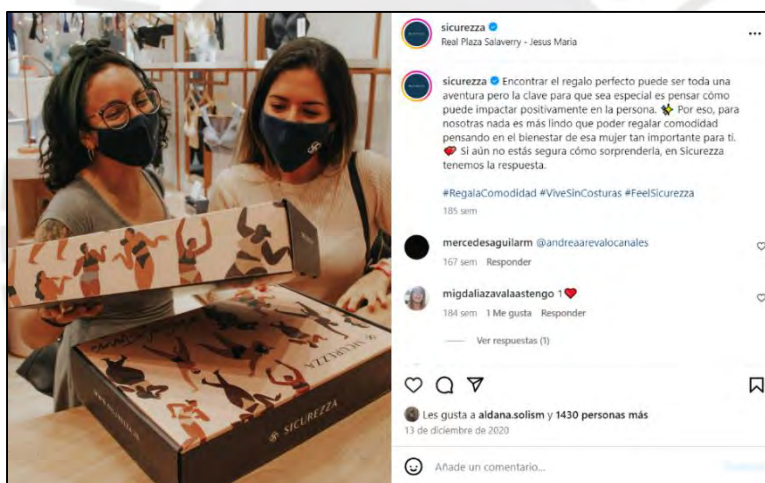 sicurezza
Real Plaza Salaverry - Jesus Maria
sicurezza Encontrar el regalo perfecto puede ser toda una
aventura pero la clave para que sea especial es pensar cómo
puede impactar positivamente en la persona. ✨ Por eso, para
nosotras nada es más lindo que poder regalar comodidad
pensando en el bienestar de esa mujer tan importante para ti.
💝 Si aún no estás segura cómo sorprenderla, en Sicurezza
tenemos la respuesta.
#RegalaComodidad #ViveSinCosturas #FeelSicurezza
185 sem
mercedesaguilarm @andreaarevalocanales
167 sem Responder
migdaliazavalaastengo 1❤️
184 sem 1 Me gusta Responder
Ver respuestas (1)
Les gusta a aldana.solism y 1430 personas más
13 de diciembre de 2020
Añade un comentario...
SICUREZZA
SICUREZZA